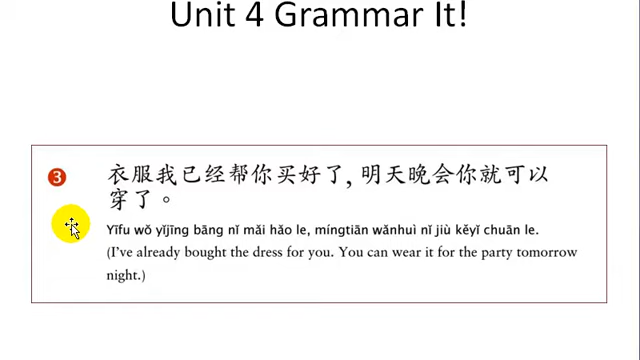 Unit 4 Grammar It!
3 衣服我已经帮你买好了, 明天晚会你就可以
穿了。
Yīfu wǒ yǐjīng bāng nǐ mǎi hǎo le, míngtiān wǎnhuì nǐ jiù kěyǐ chuān le.
(I've already bought the dress for you. You can wear it for the party tomorrow
night.)